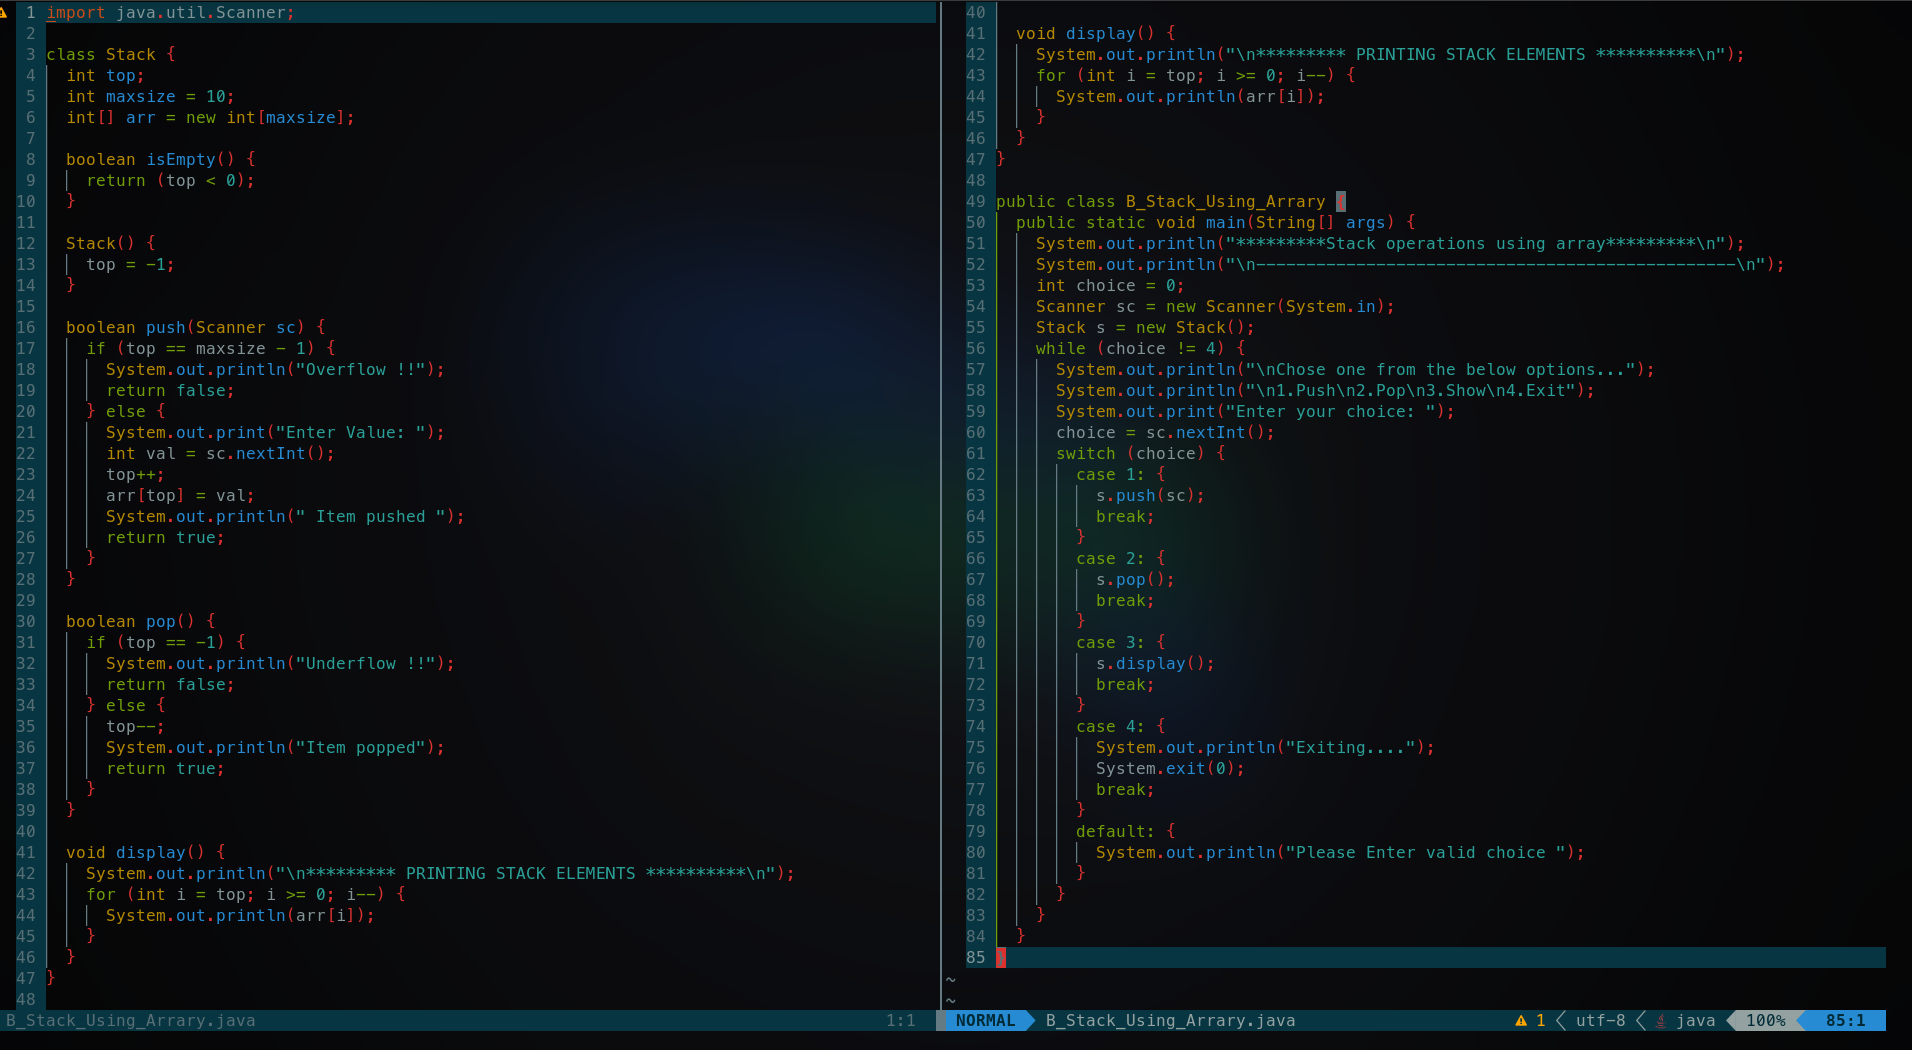 1 import java.util.Scanner;
2
3 class Stack {
4   int top;
5   int maxsize = 10;
6   int[] arr = new int[maxsize];
7
8   boolean isEmpty() {
9     return (top < 0);
10   }
11
12   Stack() {
13     top = -1;
14   }
15
16   boolean push(Scanner sc) {
17     if (top == maxsize - 1) {
18       System.out.println("Overflow !!");
19       return false;
20     } else {
21       System.out.print("Enter Value: ");
22       int val = sc.nextInt();
23       top++;
24       arr[top] = val;
25       System.out.println(" Item pushed ");
26       return true;
27     }
28   }
29
30   boolean pop() {
31     if (top == -1) {
32       System.out.println("Underflow !!");
33       return false;
34     } else {
35       top--;
36       System.out.println("Item popped");
37       return true;
38     }
39   }
40
41   void display() {
42     System.out.println("\n********* PRINTING STACK ELEMENTS **********\n");
43     for (int i = top; i >= 0; i--) {
44       System.out.println(arr[i]);
45     }
46   }
47 }
48
B_Stack_Using_Arrary.java 1:1
40
41   void display() {
42     System.out.println("\n********* PRINTING STACK ELEMENTS **********\n");
43     for (int i = top; i >= 0; i--) {
44       System.out.println(arr[i]);
45     }
46   }
47 }
48
49 public class B_Stack_Using_Arrary {
50   public static void main(String[] args) {
51     System.out.println("*********Stack operations using array*********\n");
52     System.out.println("\n------------------------------------------------\n");
53     int choice = 0;
54     Scanner sc = new Scanner(System.in);
55     Stack s = new Stack();
56     while (choice != 4) {
57       System.out.println("\nChose one from the below options...");
58       System.out.println("\n1.Push\n2.Pop\n3.Show\n4.Exit");
59       System.out.print("Enter your choice: ");
60       choice = sc.nextInt();
61       switch (choice) {
62         case 1: {
63           s.push(sc);
64           break;
65         }
66         case 2: {
67           s.pop();
68           break;
69         }
70         case 3: {
71           s.display();
72           break;
73         }
74         case 4: {
75           System.out.println("Exiting....");
76           System.exit(0);
77           break;
78         }
79         default: {
80           System.out.println("Please Enter valid choice ");
81         }
82       }
83     }
84   }
85 }
~
~
NORMAL B_Stack_Using_Arrary.java 1 utf-8 java 100% 85:1